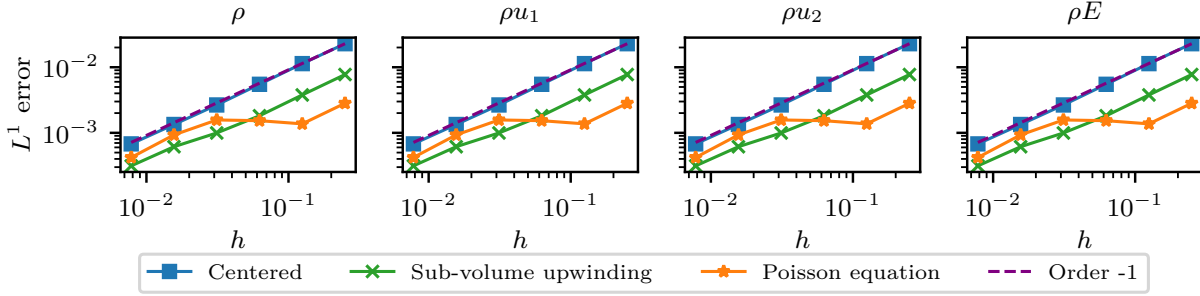 ρ ρu₁ ρu₂ ρE
L¹ error
10⁻²
10⁻³
10⁻² 10⁻¹ 10⁻² 10⁻¹ 10⁻² 10⁻¹ 10⁻² 10⁻¹
h h h h
Centered Sub-volume upwinding Poisson equation Order -1